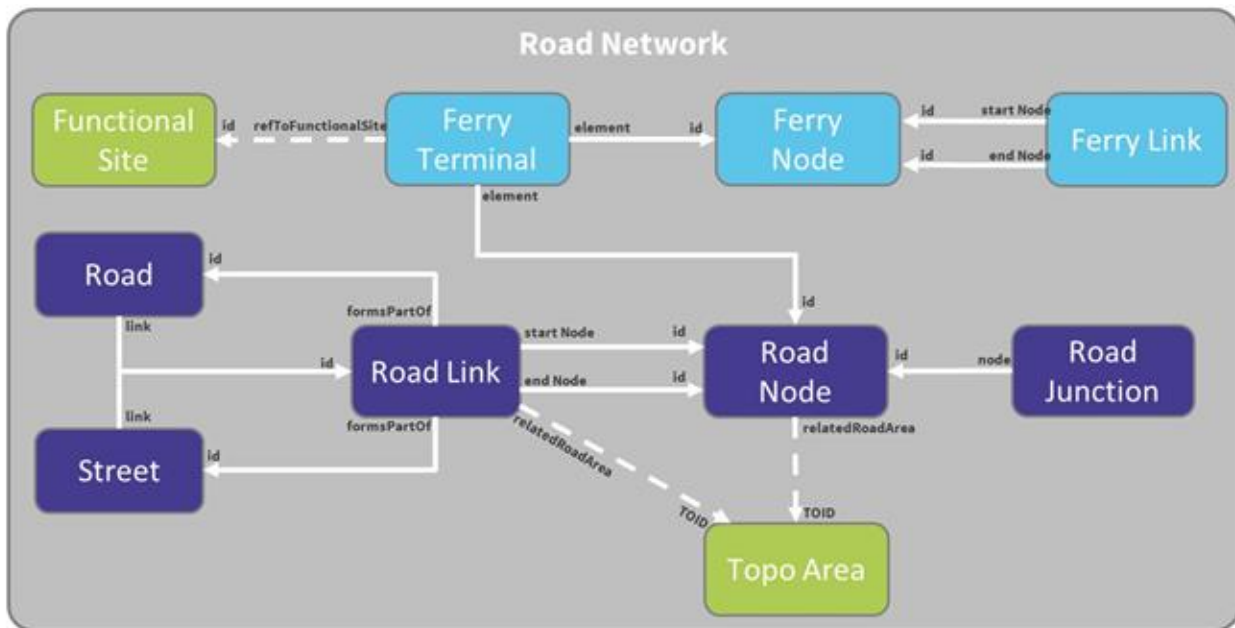 Road Network
Functional
Site
id
refToFunctionalSite
Ferry
Terminal
element
id
Ferry
Node
id
start Node
id
end Node
Ferry Link
element
Road
id
link
formsPartOf
id
Road Link
start Node
id
end Node
id
id
Road
Node
id
node
Road
Junction
link
formsPartOf
Street
id
relatedRoadArea
TOID
relatedRoadArea
TOID
Topo Area